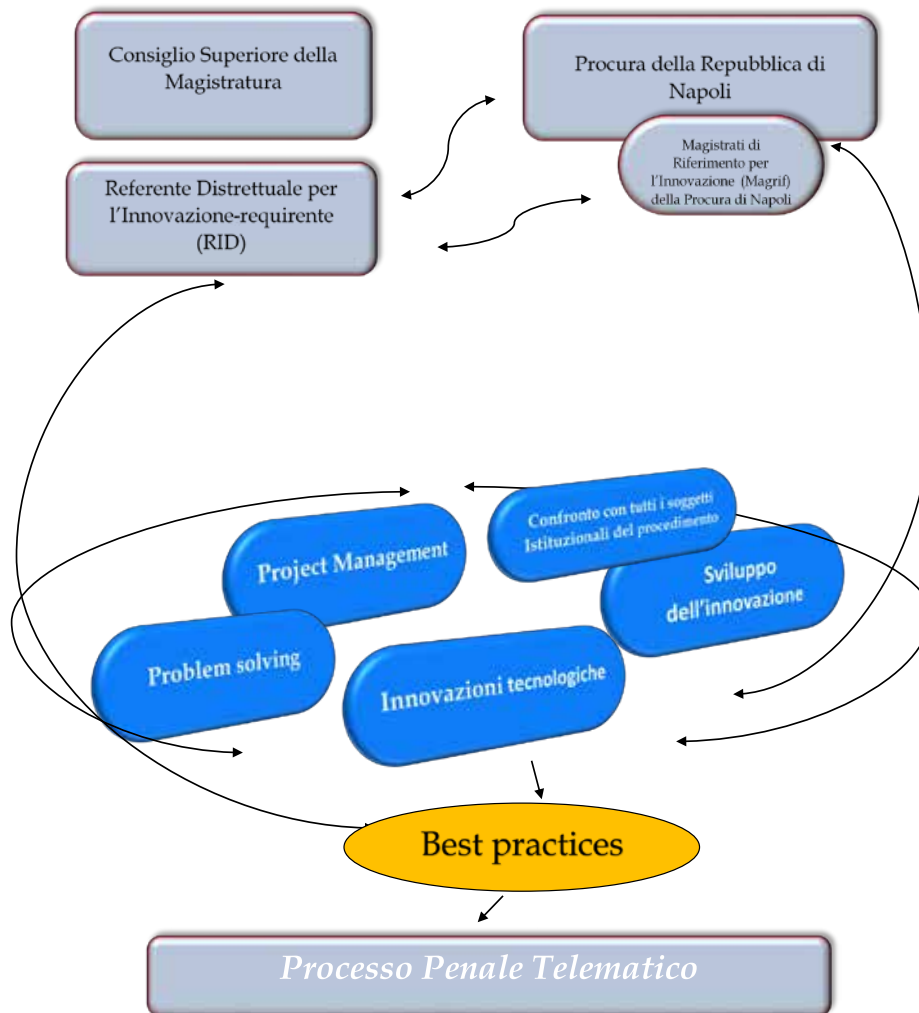 Consiglio Superiore della
Magistratura
Procura della Repubblica di
Napoli
Magistrati di
Riferimento per
l'Innovazione (Magrif)
della Procura di Napoli
Referente Distrettuale per
l'Innovazione-requirente
(RID)
Confronto con tutti i soggetti
Istituzionali del procedimento
Project Management
Sviluppo
dell'innovazione
Problem solving
Innovazioni tecnologiche
Best practices
Processo Penale Telematico